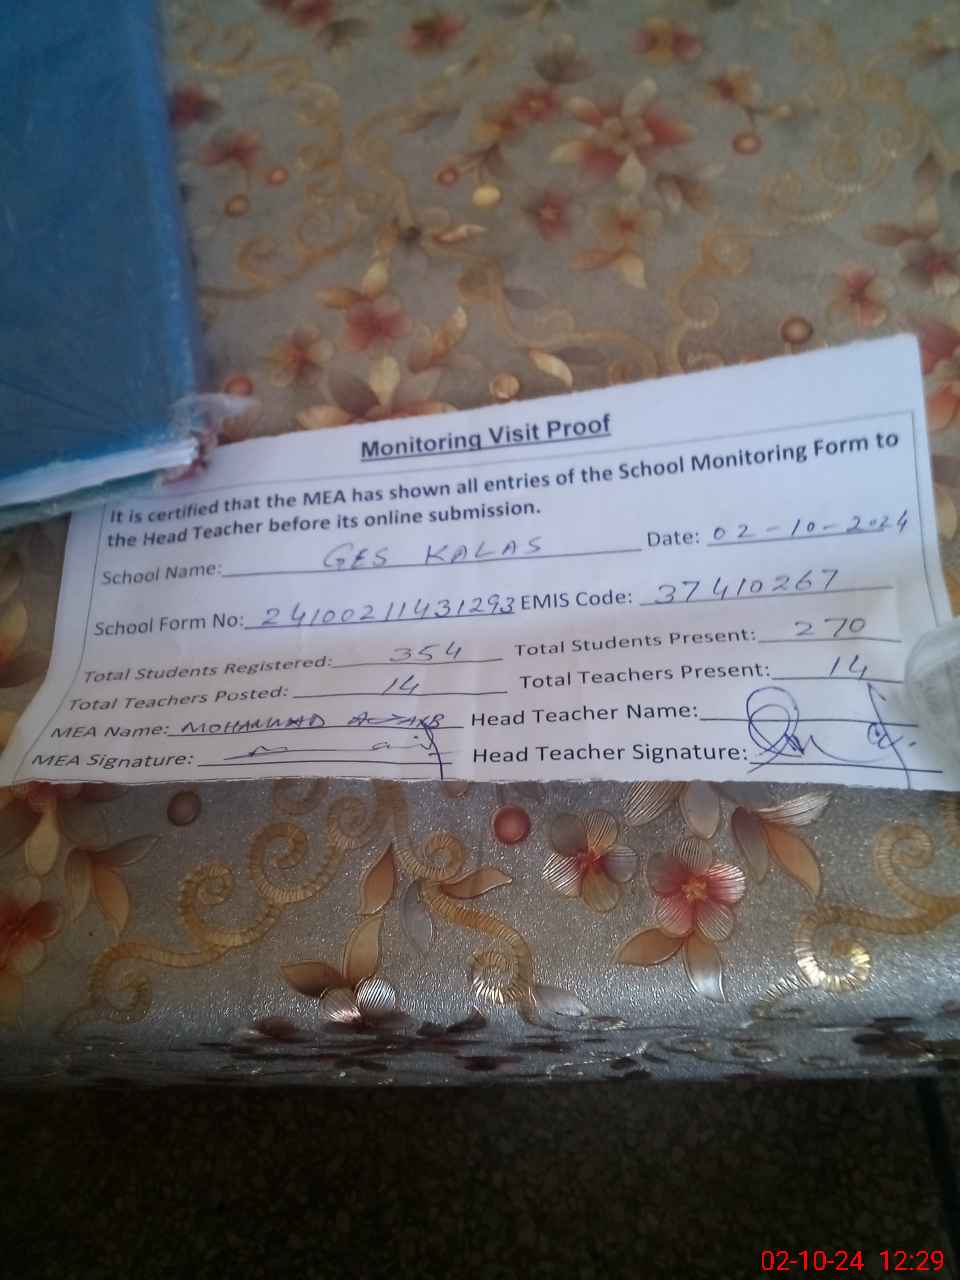 Monitoring Visit Proof
It is certified that the MEA has shown all entries of the School Monitoring Form to
the Head Teacher before its online submission.
School Name: GES KALAS Date: 02-10-2024
School Form No: 24100211431293 EMIS Code: 37410267
Total Students Registered: 354 Total Students Present: 270
Total Teachers Posted: 14 Total Teachers Present: 14
MEA Name: MOHAMMAD Head Teacher Name:
MEA Signature: Head Teacher Signature:
02-10-24 12:29